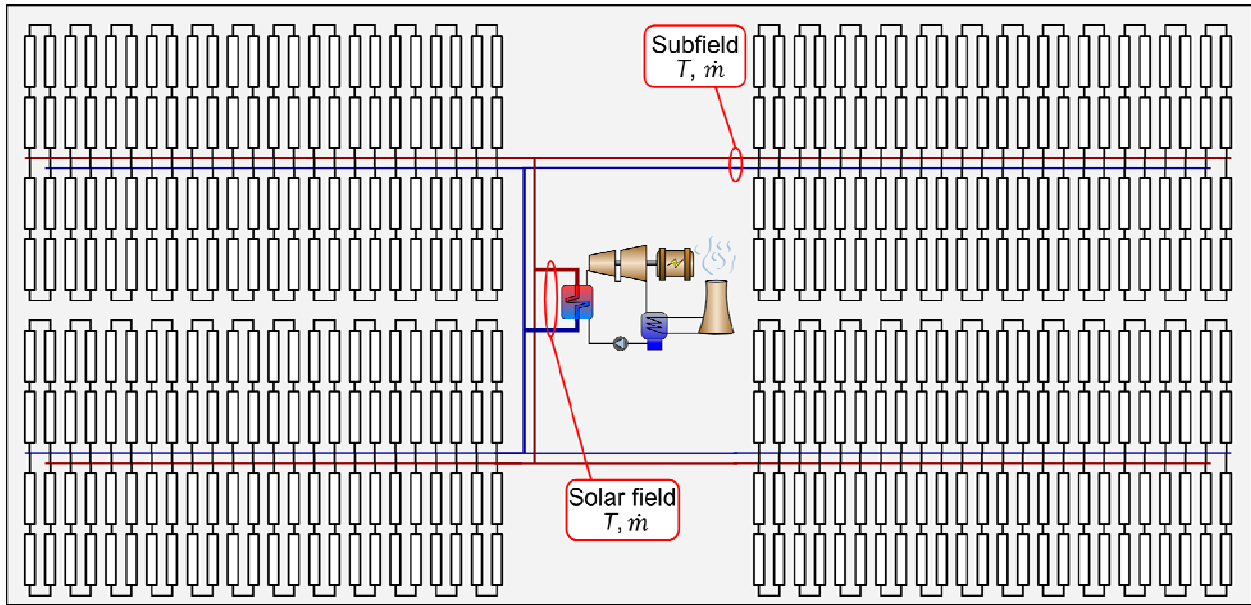 Subfield
T, ṁ
Solar field
T, ṁ